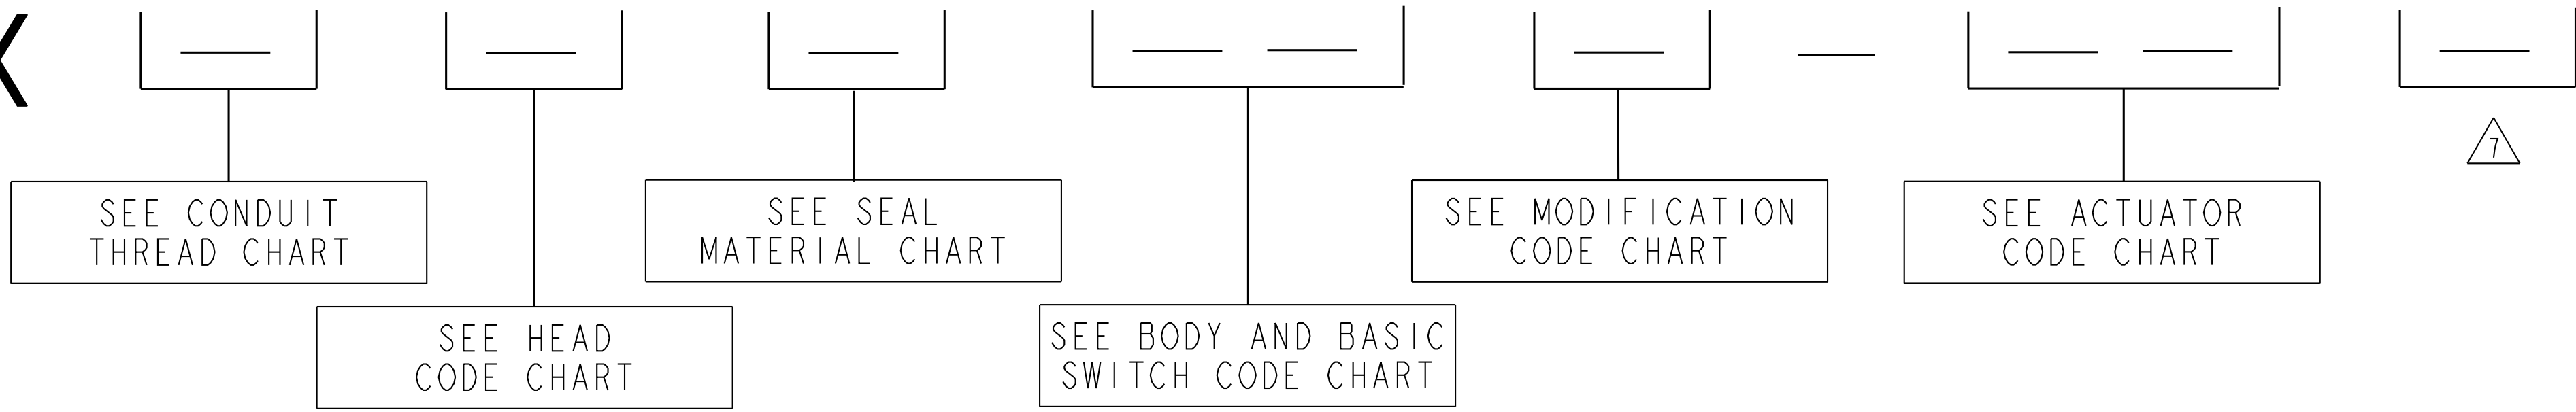 SEE CONDUIT
THREAD CHART
SEE HEAD
CODE CHART
SEE SEAL
MATERIAL CHART
SEE BODY AND BASIC
SWITCH CODE CHART
SEE MODIFICATION
CODE CHART
SEE ACTUATOR
CODE CHART
7